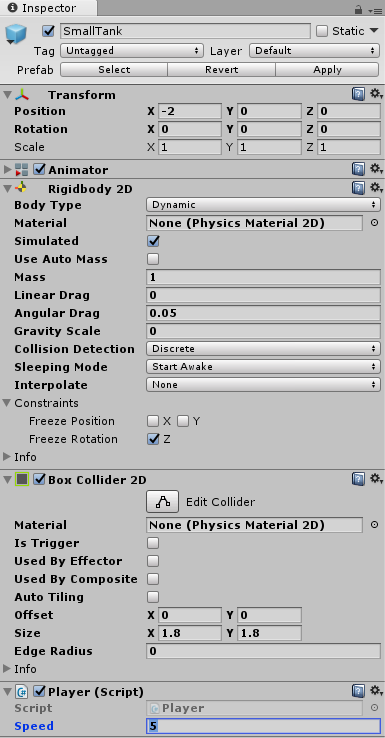 Inspector
SmallTank Static
Tag Untagged Layer Default
Prefab Select Revert Apply
Transform
Position X -2 Y 0 Z 0
Rotation X 0 Y 0 Z 0
Scale X 1 Y 1 Z 1
Animator
Rigidbody 2D
Body Type Dynamic
Material None (Physics Material 2D)
Simulated
Use Auto Mass
Mass 1
Linear Drag 0
Angular Drag 0.05
Gravity Scale 0
Collision Detection Discrete
Sleeping Mode Start Awake
Interpolate None
Constraints
Freeze Position X Y
Freeze Rotation Z
Info
Box Collider 2D
Edit Collider
Material None (Physics Material 2D)
Is Trigger
Used By Effector
Used By Composite
Auto Tiling
Offset X 0 Y 0
Size X 1.8 Y 1.8
Edge Radius 0
Info
Player (Script)
Script Player
Speed 5